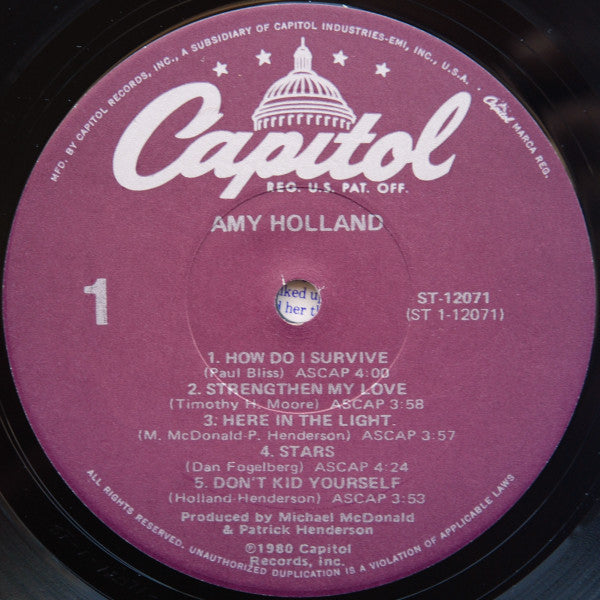 MFD. BY CAPITOL RECORDS, INC., A SUBSIDIARY OF CAPITOL INDUSTRIES-EMI, INC., U.S.A. · Capitol MARCA REG.
Capitol
REG. U.S. PAT. OFF.
AMY HOLLAND
1
ST-12071
(ST 1-12071)
ked u
her t
1. HOW DO I SURVIVE
(Paul Bliss) ASCAP 4:00
2. STRENGTHEN MY LOVE
(Timothy H. Moore) ASCAP 3:58
3. HERE IN THE LIGHT
(M. McDonald-P. Henderson) ASCAP 3:57
4. STARS
(Dan Fogelberg) ASCAP 4:24
5. DON'T KID YOURSELF
(Holland-Henderson) ASCAP 3:53
Produced by Michael McDonald
& Patrick Henderson
℗1980 Capitol
Records, Inc.
ALL RIGHTS RESERVED. UNAUTHORIZED DUPLICATION IS A VIOLATION OF APPLICABLE LAWS